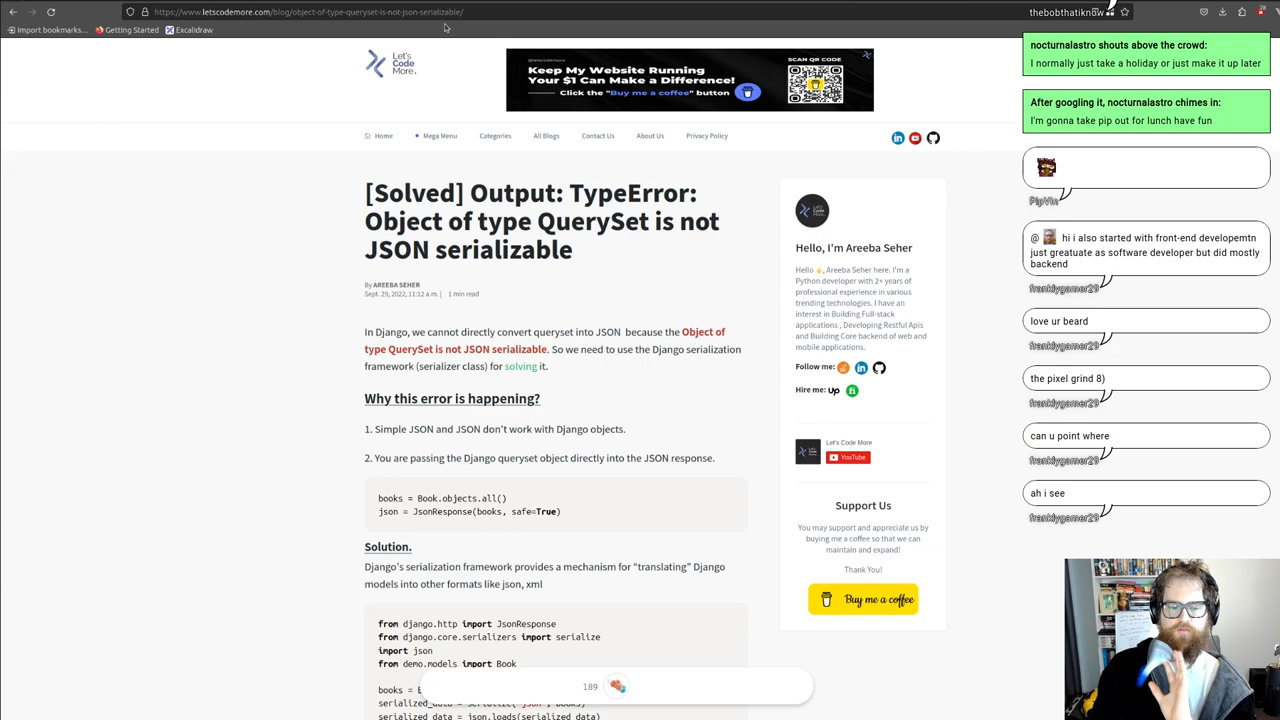 https://www.letscodemore.com/blog/object-of-type-queryset-is-not-json-serializable/
Import bookmarks...
Getting Started
Excalidraw
Let's
Code
More.
@letscodemore
Keep My Website Running
Your $1 Can Make a Difference!
Click the "Buy me a coffee" button
SCAN QR CODE
Home
Mega Menu
Categories
All Blogs
Contact Us
About Us
Privacy Policy
[Solved] Output: TypeError:
Object of type QuerySet is not
JSON serializable
By AREEBA SEHER
Sept. 29, 2022, 11:12 a.m. | 1 min read
In Django, we cannot directly convert queryset into JSON because the Object of
type QuerySet is not JSON serializable. So we need to use the Django serialization
framework (serializer class) for solving it.
Why this error is happening?
1. Simple JSON and JSON don't work with Django objects.
2. You are passing the Django queryset object directly into the JSON response.
books = Book.objects.all()
json = JsonResponse(books, safe=True)
Solution.
Django's serialization framework provides a mechanism for “translating” Django
models into other formats like json, xml
from django.http import JsonResponse
from django.core.serializers import serialize
import json
from demo.models import Book
serialized_data = json.loads(serialized_data)
189
Hello, I'm Areeba Seher
Hello ✌, Areeba Seher here. I'm a
Python developer with 2+ years of
professional experience in various
trending technologies. I have an
interest in Building Full-stack
applications , Developing Restful Apis
and Building Core backend of web and
mobile applications.
Follow me:
Hire me: Up
Let's Code More
YouTube
Support Us
You may support and appreciate us by
buying me a coffee so that we can
maintain and expand!
Thank You!
Buy me a coffee
thebobthatiknow
nocturnalastro shouts above the crowd:
I normally just take a holiday or just make it up later
After googling it, nocturnalastro chimes in:
I'm gonna take pip out for lunch have fun
PipVin
@ hi i also started with front-end developemtn
just greatuate as software developer but did mostly
backend
franklygamer29
love ur beard
franklygamer29
the pixel grind 8)
franklygamer29
can u point where
franklygamer29
ah i see
franklygamer29